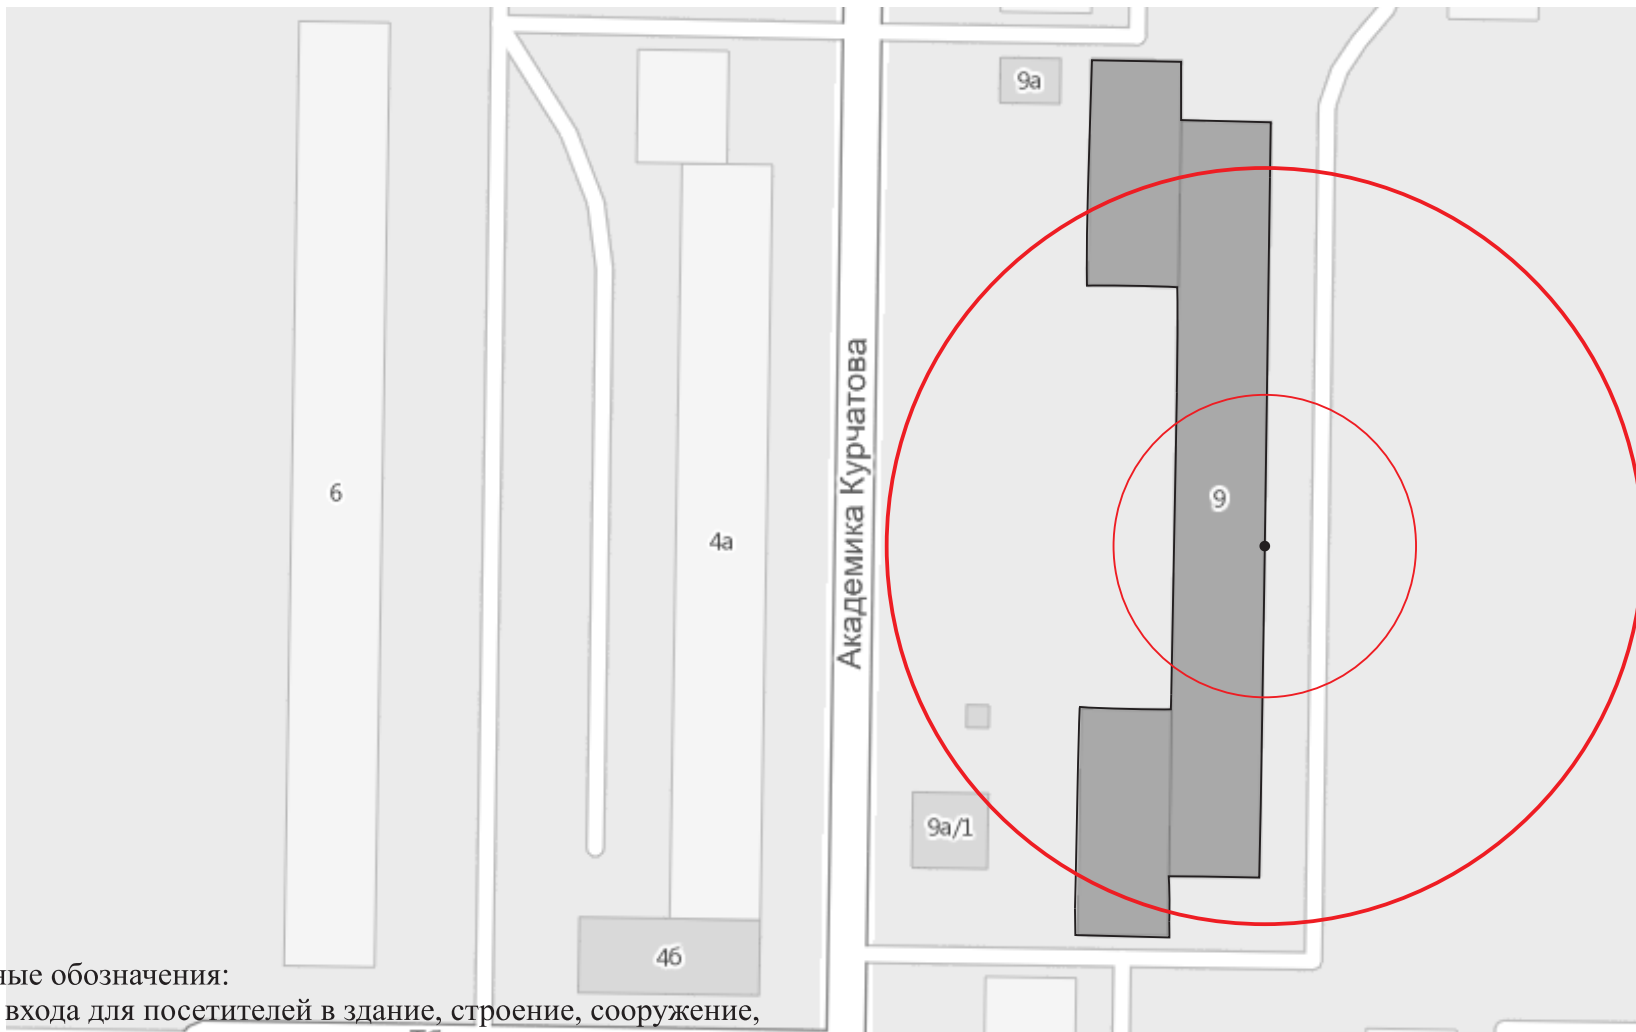 9а
Академика Курчатова
6
9
4а
9а/1
4б
ные обозначения:
входа для посетителей в здание, строение, сооружение,